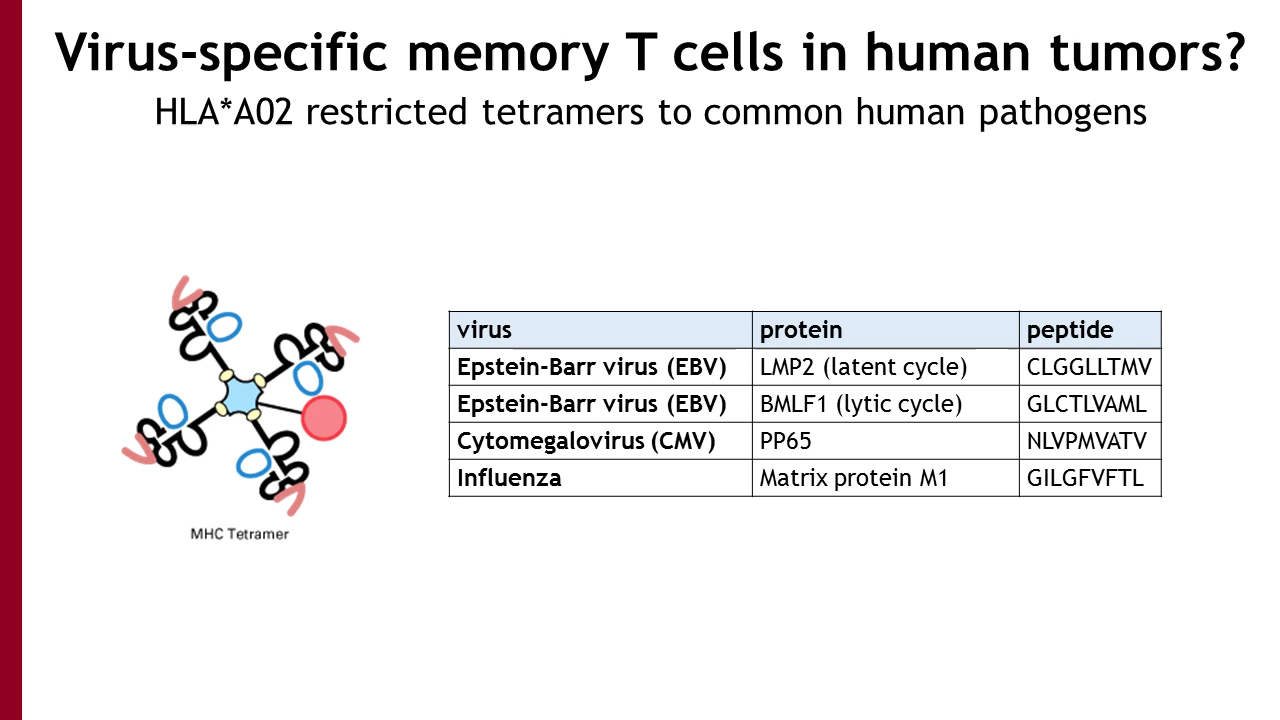 Virus-specific memory T cells in human tumors?
HLA*A02 restricted tetramers to common human pathogens
MHC Tetramer
virus protein peptide
Epstein-Barr virus (EBV) LMP2 (latent cycle) CLGGLLTMV
Epstein-Barr virus (EBV) BMLF1 (lytic cycle) GLCTLVAML
Cytomegalovirus (CMV) PP65 NLVPMVATV
Influenza Matrix protein M1 GILGFVFTL